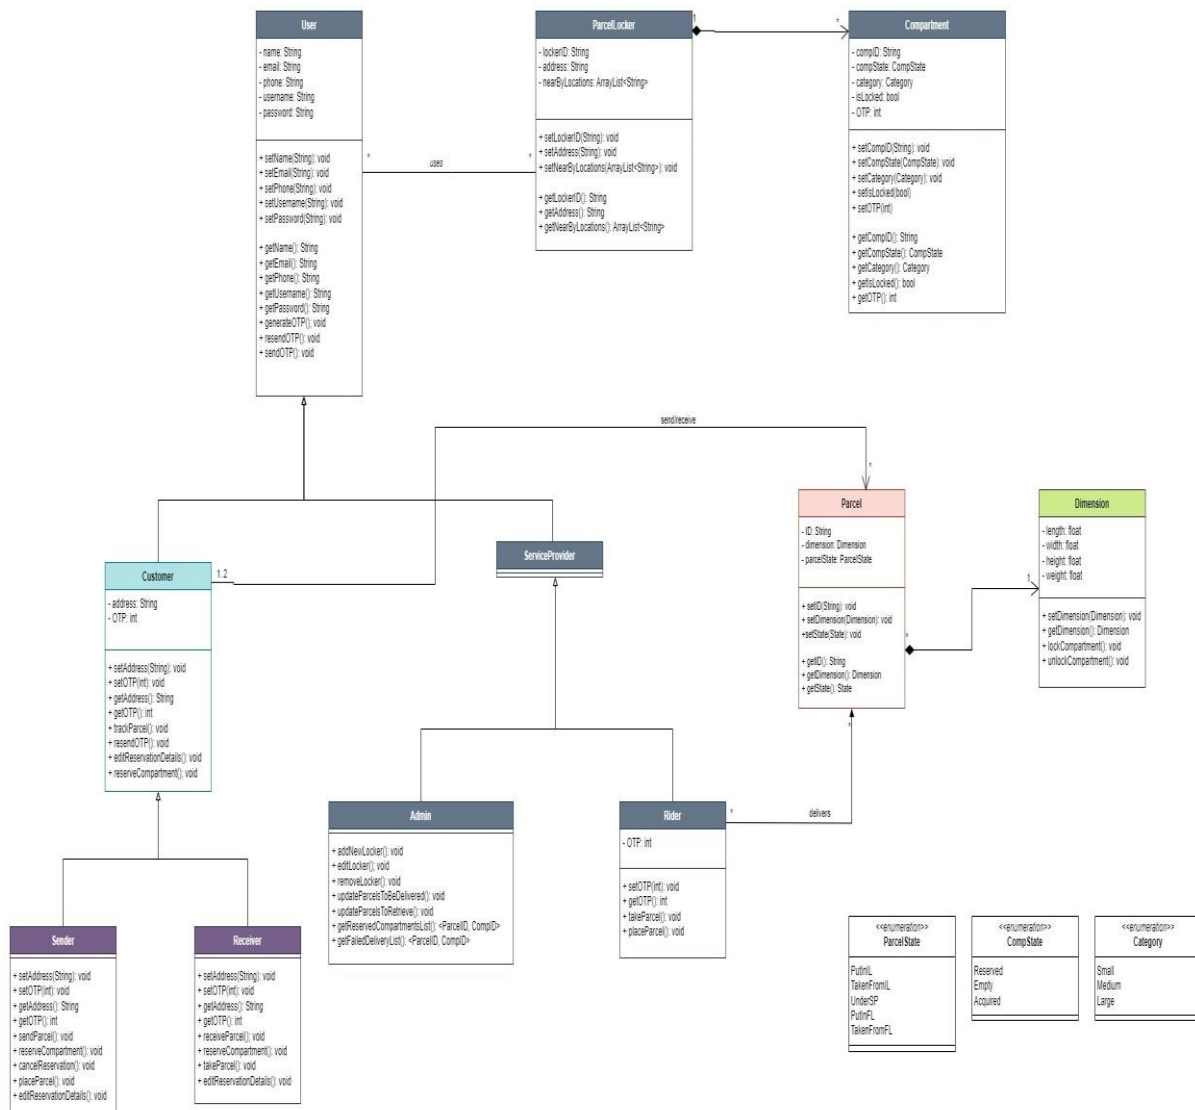 User
- name: String
- email: String
- phone: String
- username: String
- password: String
+ setName(String): void
+ setEmail(String): void
+ setPhone(String): void
+ setUsername(String): void
+ setPassword(String): void
+ getName(): String
+ getEmail(): String
+ getPhone(): String
+ getUsername(): String
+ getPassword(): String
+ generateOTP(); void
+ resendOTP(): void
+ sendOTP(): void
*
uses
*
ParcelLocker
- lockerID: String
- address: String
- nearByLocations: ArrayList<String>
+ setLockerID(String): void
+ setAddress(String): void
+ setNearByLocations(ArrayList<String>): void
+ getLockerID(): String
+ getAddress(): String
+ getNearByLocations(): ArrayList<String>
1
*
Compartment
- compID: String
- compState: CompState
- category: Category
- isLocked: bool
- OTP: int
+ setCompID(String): void
+ setCompState(CompState): void
+ setCategory(Category): void
+ setIsLocked(bool)
+ setOTP(int)
+ getCompID(): String
+ getCompState(): CompState
+ getCategory(): Category
+ getIsLocked(): bool
+ getOTP(): int
send/receive
*
1..2
Customer
- address: String
- OTP: int
+ setAddress(String): void
+ setOTP(int): void
+ getAddress(): String
+ getOTP(): int
+ trackParcel(): void
+ resendOTP(): void
+ editReservationDetails(): void
+ reserveCompartment(); void
ServiceProvider
Parcel
- ID: String
- dimension: Dimension
- parcelState: ParcelState
+ setID(String): void
+ setDimension(Dimension): void
+setState(State): void
+ getID(): String
+ getDimension(): Dimension
+ getState(): State
*
1
Dimension
- length: float
- width: float
- height: float
- weight: float
+ setDimension(Dimension): void
+ getDimension(): Dimension
+ lockCompartment(): void
+ unlockCompartment(): void
Admin
+ addNewLocker(): void
+ editLocker(); void
+ removeLocker(): void
+ updateParcelsToBeDelivered(): void
+ updateParcelsToRetrieve(): void
+ getReservedCompartmentsList(): <ParcelID, CompID>
+ getFailedDeliveryList(): <ParcelID, CompID>
Rider
- OTP: int
+ setOTP(int): void
+ getOTP(): int
+ takeParcel(): void
+ placeParcel(): void
*
delivers
*
Sender
+ setAddress(String): void
+ setOTP(int): void
+ getAddress(): String
+ getOTP(): int
+ sendParcel(): void
+ reserveCompartment(): void
+ cancelReservation(): void
+ placeParcel(): void
+ editReservationDetails(): void
Receiver
+ setAddress(String): void
+ setOTP(int): void
+ getAddress(): String
+ getOTP(): int
+ receiveParcel(); void
+ reserveCompartment(): void
+ takeParcel(): void
+ editReservationDetails(): void
<<enumeration>>
ParcelState
PutInIL
TakenFromIL
UnderSP
PutInFL
TakenFromFL
<<enumeration>>
CompState
Reserved
Empty
Acquired
<<enumeration>>
Category
Small
Medium
Large